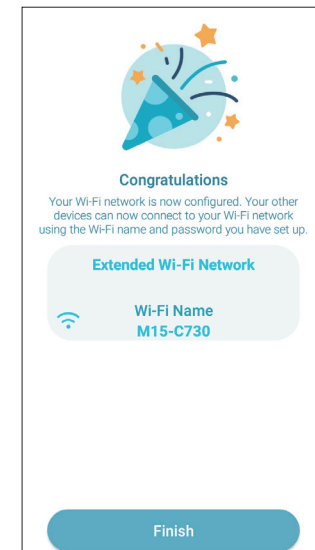 Congratulations
Your Wi-Fi network is now configured. Your other
devices can now connect to your Wi-Fi network
using the Wi-Fi name and password you have set up.
Extended Wi-Fi Network
Wi-Fi Name
M15-C730
Finish